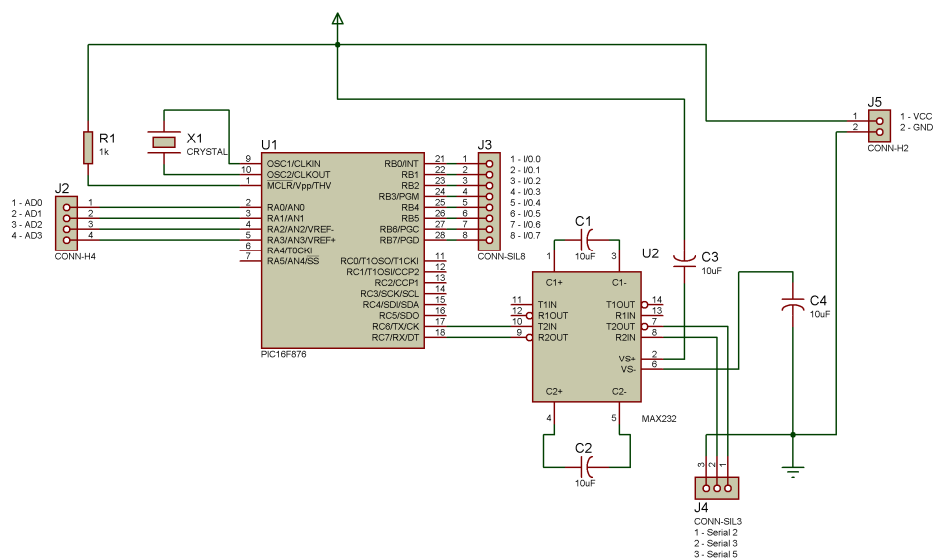 J5
1 - VCC
2 - GND
1
2
CONN-H2
R1
1k
X1
CRYSTAL
U1
J3
9 OSC1/CLKIN RB0/INT 21 1 1 - I/0.0
10 OSC2/CLKOUT RB1 22 2 2 - I/0.1
1 MCLR/Vpp/THV RB2 23 3 3 - I/0.2
RB3/PGM 24 4 4 - I/0.3
2 RA0/AN0 RB4 25 5 5 - I/0.4
3 RA1/AN1 RB5 26 6 6 - I/0.5
4 RA2/AN2/VREF- RB6/PGC 27 7 7 - I/0.6
5 RA3/AN3/VREF+ RB7/PGD 28 8 8 - I/0.7
6 RA4/T0CKI
7 RA5/AN4/SS RC0/T1OSO/T1CKI 11
RC1/T1OSI/CCP2 12
RC2/CCP1 13
RC3/SCK/SCL 14
RC4/SDI/SDA 15
RC5/SDO 16
RC6/TX/CK 17
RC7/RX/DT 18
PIC16F876
CONN-SIL8
J2
1 - AD0 1
2 - AD1 2
3 - AD2 3
4 - AD3 4
CONN-H4
C1
10uF
1
3
U2
C3
10uF
C4
10uF
C1+ C1-
11 T1IN T1OUT 14
12 R1OUT R1IN 13
10 T2IN T2OUT 7
9 R2OUT R2IN 8
VS+ 2
VS- 6
C2+ C2-
4
5
MAX232
C2
10uF
3 2 1
J4
CONN-SIL3
1 - Serial 2
2 - Serial 3
3 - Serial 5